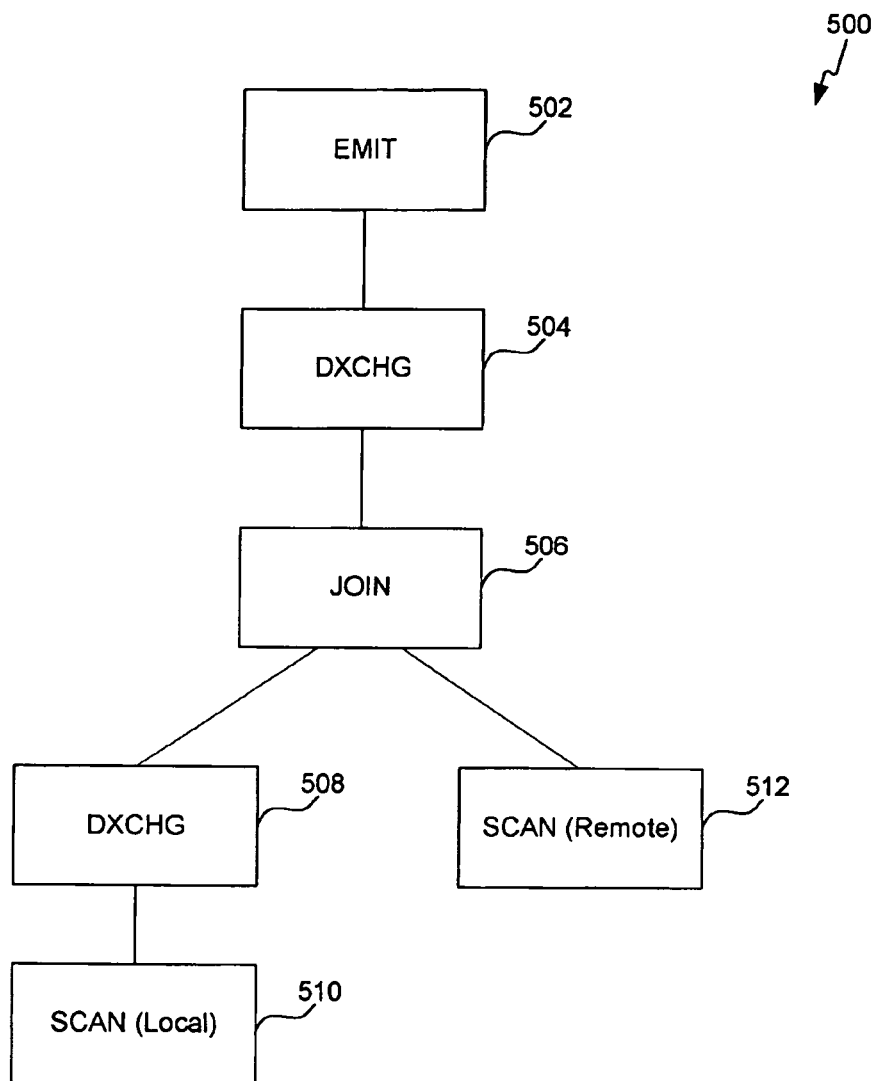 500
502
EMIT
504
DXCHG
506
JOIN
508
DXCHG
512
SCAN (Remote)
510
SCAN (Local)